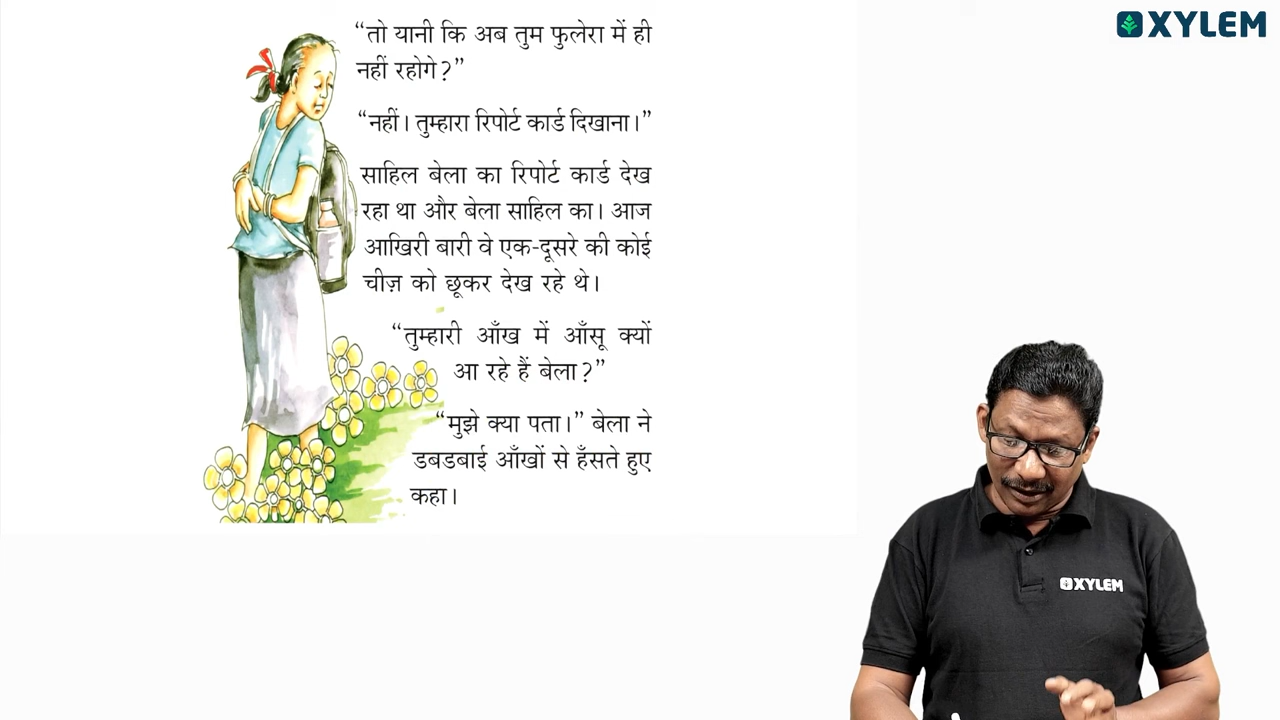 XYLEM
“तो यानी कि अब तुम फुलेरा में ही
नहीं रहोगे?”
“नहीं। तुम्हारा रिपोर्ट कार्ड दिखाना।”
साहिल बेला का रिपोर्ट कार्ड देख
रहा था और बेला साहिल का। आज
आखिरी बारी वे एक-दूसरे की कोई
चीज़ को छूकर देख रहे थे।
“तुम्हारी आँख में आँसू क्यों
आ रहे हैं बेला?”
“मुझे क्या पता।” बेला ने
डबडबाई आँखों से हँसते हुए
कहा।
XYLEM